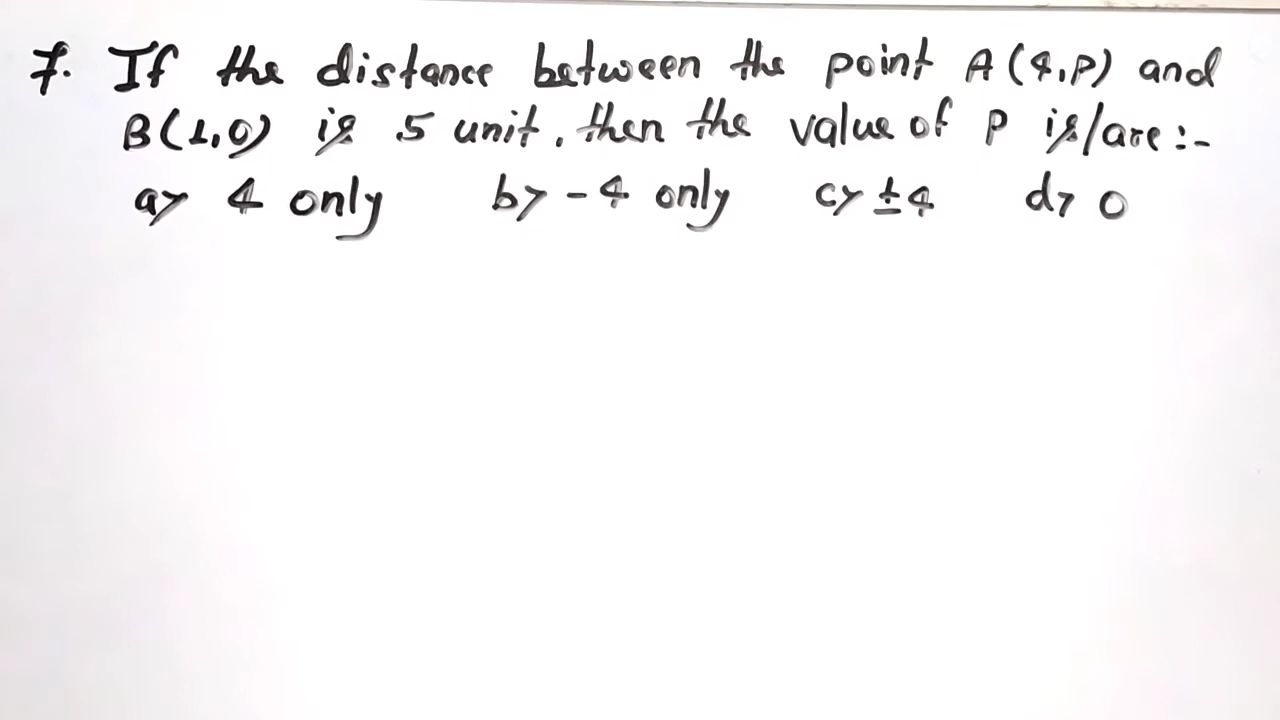 7. If the distance between the point A(4,P) and
B(1,0) is 5 unit, then the value of P is/are :-
a> 4 only b> -4 only c> ±4 d> 0